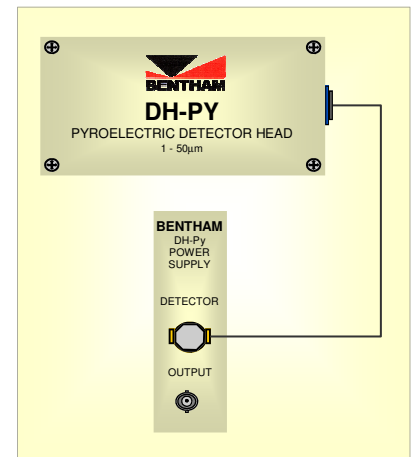 BENTHAM
DH-PY
PYROELECTRIC DETECTOR HEAD
1 - 50µm
BENTHAM
DH-Py
POWER
SUPPLY
DETECTOR
OUTPUT